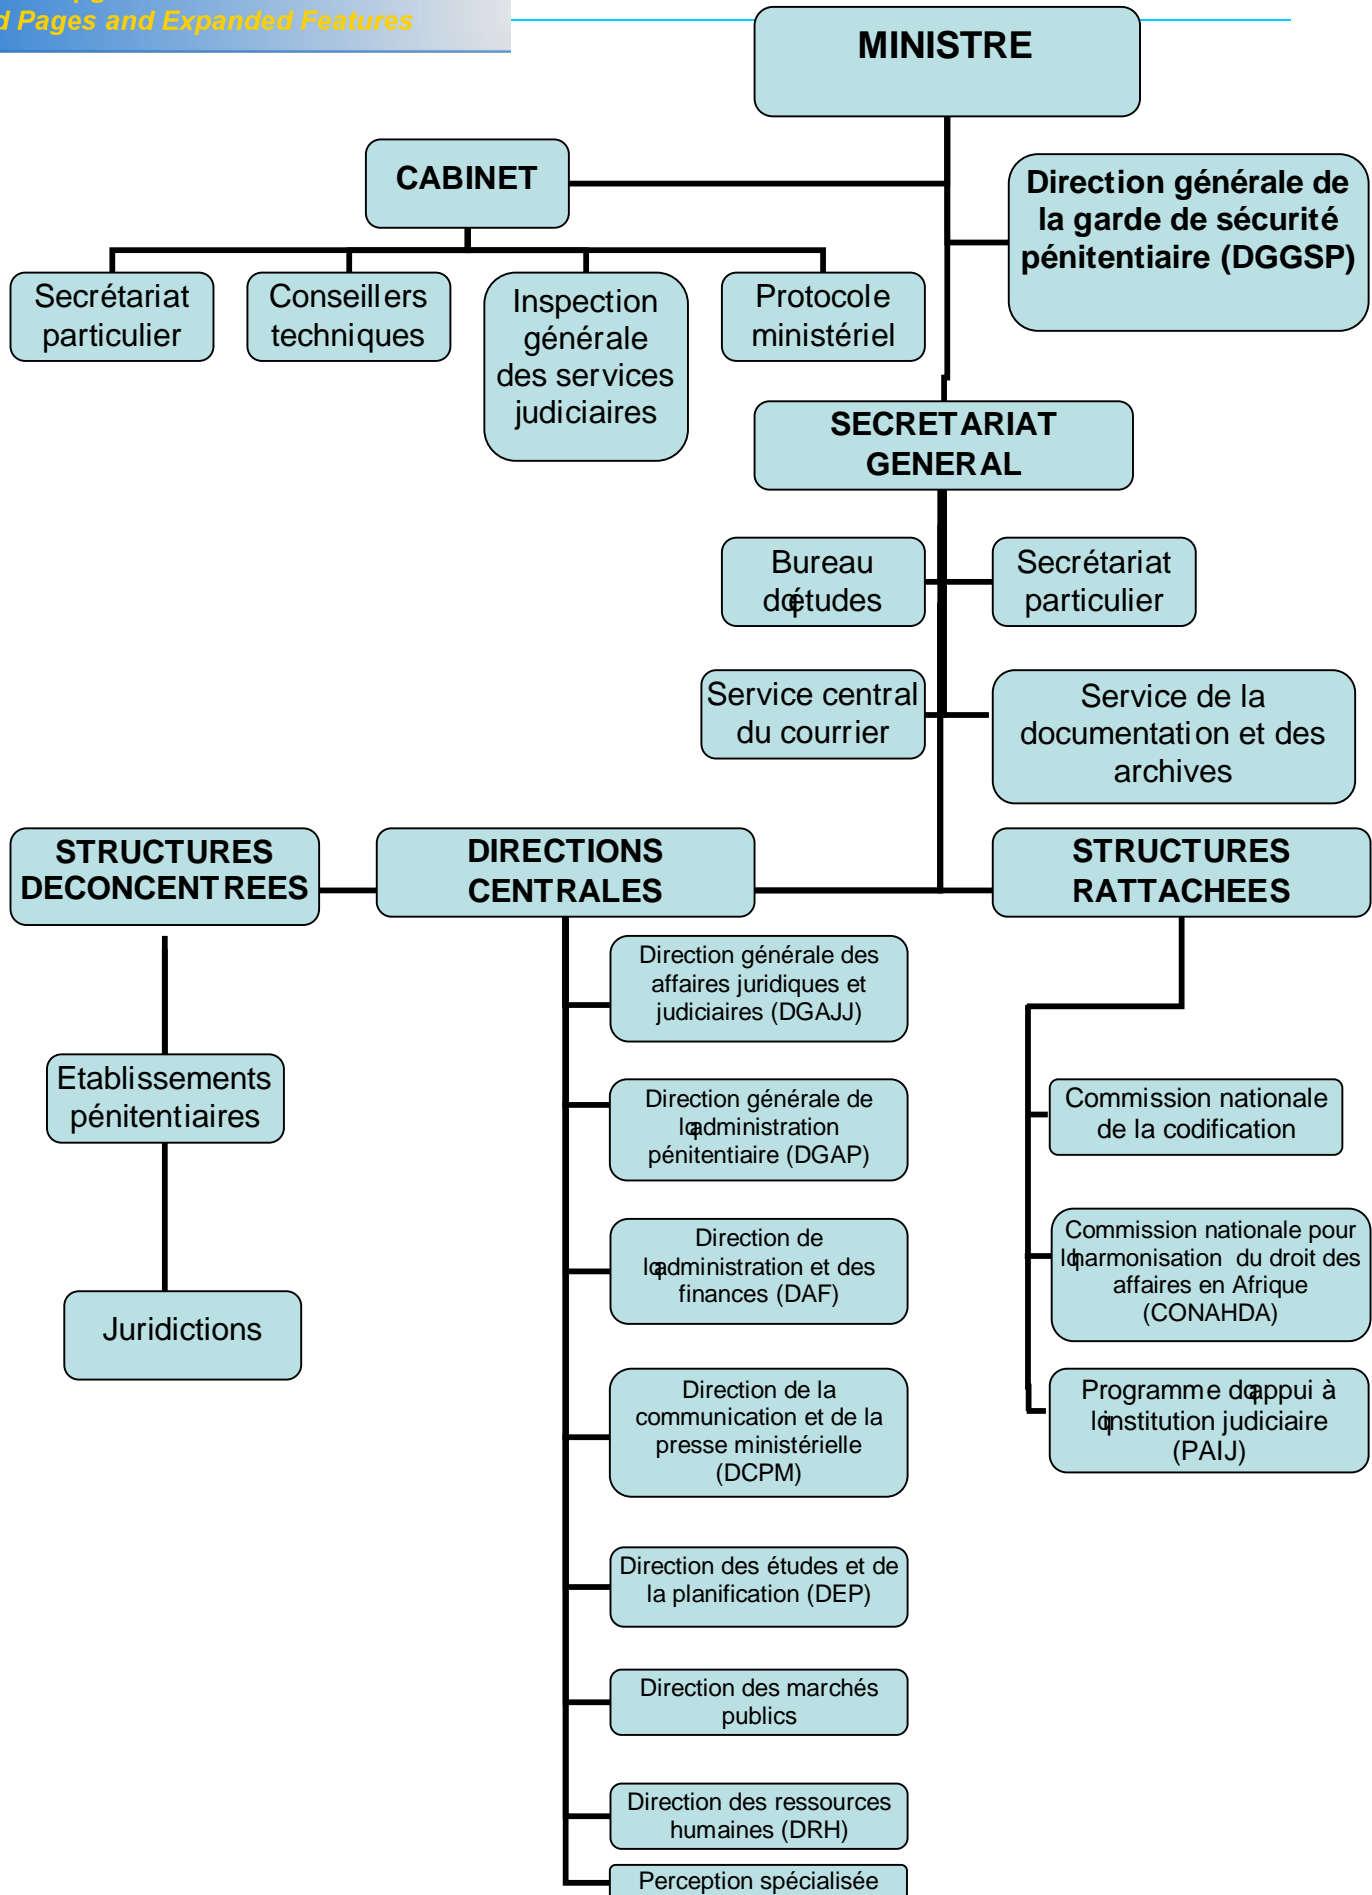 d Pages and Expanded Features
MINISTRE
CABINET
Direction générale de
la garde de sécurité
pénitentiaire (DGGSP)
Secrétariat
particulier
Conseillers
techniques
Inspection
générale
des services
judiciaires
Protocole
ministériel
SECRETARIAT
GENERAL
Bureau
dqétudes
Secrétariat
particulier
Service central
du courrier
Service de la
documentation et des
archives
STRUCTURES
DECONCENTREES
DIRECTIONS
CENTRALES
STRUCTURES
RATTACHEES
Direction générale des
affaires juridiques et
judiciaires (DGAJJ)
Direction générale de
lqadministration
pénitentiaire (DGAP)
Direction de
lqadministration et des
finances (DAF)
Direction de la
communication et de la
presse ministérielle
(DCPM)
Direction des études et de
la planification (DEP)
Direction des marchés
publics
Direction des ressources
humaines (DRH)
Perception spécialisée
Etablissements
pénitentiaires
Juridictions
Commission nationale
de la codification
Commission nationale pour
lqharmonisation du droit des
affaires en Afrique
(CONAHDA)
Programme dqappui à
lqinstitution judiciaire
(PAIJ)